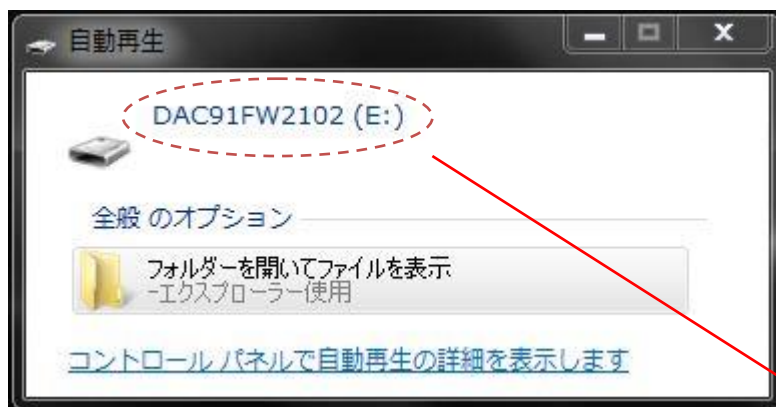 自動再生
DAC91FW2102 (E:)
全般 のオプション
フォルダーを開いてファイルを表示
-エクスプローラー使用
コントロール パネルで自動再生の詳細を表示します